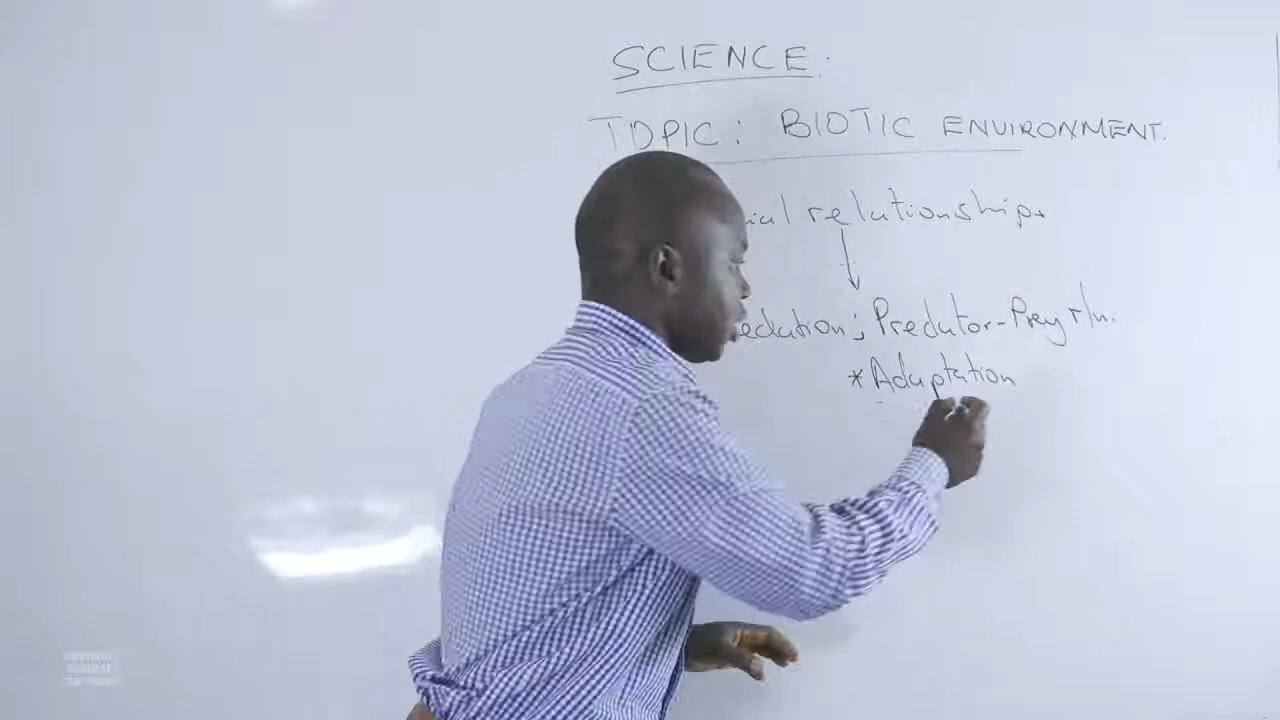 SCIENCE.
TOPIC: BIOTIC ENVIRONMENT.
relationships
Predator-Prey r/n.
*Adaptation